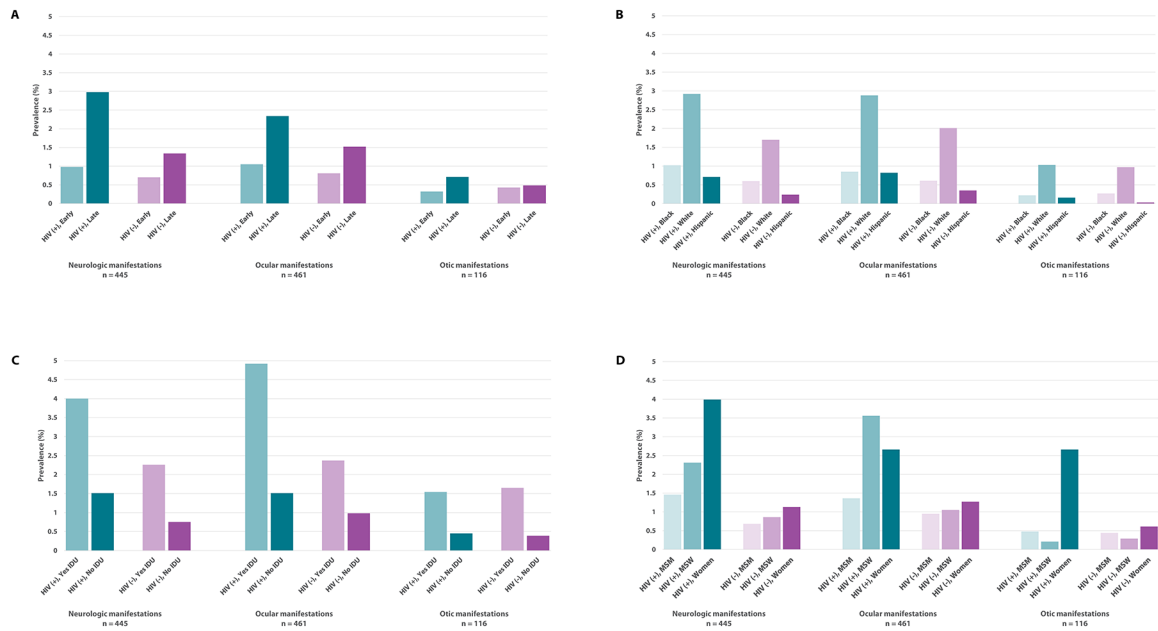 A
5
4.5
4
3.5
3
2.5
2
1.5
1
0.5
0
Prevalence (%)
HIV (+), Early
HIV (+), Late
HIV (-), Early
HIV (-), Late
HIV (+), Early
HIV (+), Late
HIV (-), Early
HIV (-), Late
HIV (+), Early
HIV (+), Late
HIV (-), Early
HIV (-), Late
Neurologic manifestations
n = 445
Ocular manifestations
n = 461
Otic manifestations
n = 116
B
5
4.5
4
3.5
3
2.5
2
1.5
1
0.5
0
Prevalence (%)
HIV (+), Black
HIV (+), White
HIV (+), Hispanic
HIV (-), Black
HIV (-), White
HIV (-), Hispanic
HIV (+), Black
HIV (+), White
HIV (+), Hispanic
HIV (-), Black
HIV (-), White
HIV (-), Hispanic
HIV (+), Black
HIV (+), White
HIV (+), Hispanic
HIV (-), Black
HIV (-), White
HIV (-), Hispanic
Neurologic manifestations
n = 445
Ocular manifestations
n = 461
Otic manifestations
n = 116
C
5
4.5
4
3.5
3
2.5
2
1.5
1
0.5
0
Prevalence (%)
HIV (+), Yes IDU
HIV (+), No IDU
HIV (-), Yes IDU
HIV (-), No IDU
HIV (+), Yes IDU
HIV (+), No IDU
HIV (-), Yes IDU
HIV (-), No IDU
HIV (+), Yes IDU
HIV (+), No IDU
HIV (-), Yes IDU
HIV (-), No IDU
Neurologic manifestations
n = 445
Ocular manifestations
n = 461
Otic manifestations
n = 116
D
5
4.5
4
3.5
3
2.5
2
1.5
1
0.5
0
Prevalence (%)
HIV (+), MSM
HIV (+), MSW
HIV (+), Women
HIV (-), MSM
HIV (-), MSW
HIV (-), Women
HIV (+), MSM
HIV (+), MSW
HIV (+), Women
HIV (-), MSM
HIV (-), MSW
HIV (-), Women
HIV (+), MSM
HIV (+), MSW
HIV (+), Women
HIV (-), MSM
HIV (-), MSW
HIV (-), Women
Neurologic manifestations
n = 445
Ocular manifestations
n = 461
Otic manifestations
n = 116